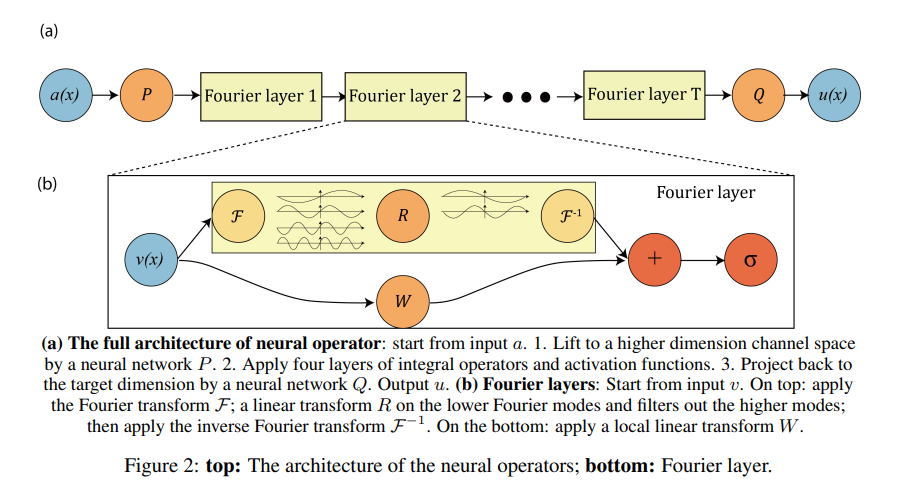 (a)
a(x) P Fourier layer 1 Fourier layer 2 Fourier layer T Q u(x)
(b)
Fourier layer
ℱ R ℱ⁻¹
v(x) + σ
W
(a) The full architecture of neural operator: start from input a. 1. Lift to a higher dimension channel space
by a neural network P. 2. Apply four layers of integral operators and activation functions. 3. Project back to
the target dimension by a neural network Q. Output u. (b) Fourier layers: Start from input v. On top: apply
the Fourier transform ℱ; a linear transform R on the lower Fourier modes and filters out the higher modes;
then apply the inverse Fourier transform ℱ⁻¹. On the bottom: apply a local linear transform W.
Figure 2: top: The architecture of the neural operators; bottom: Fourier layer.